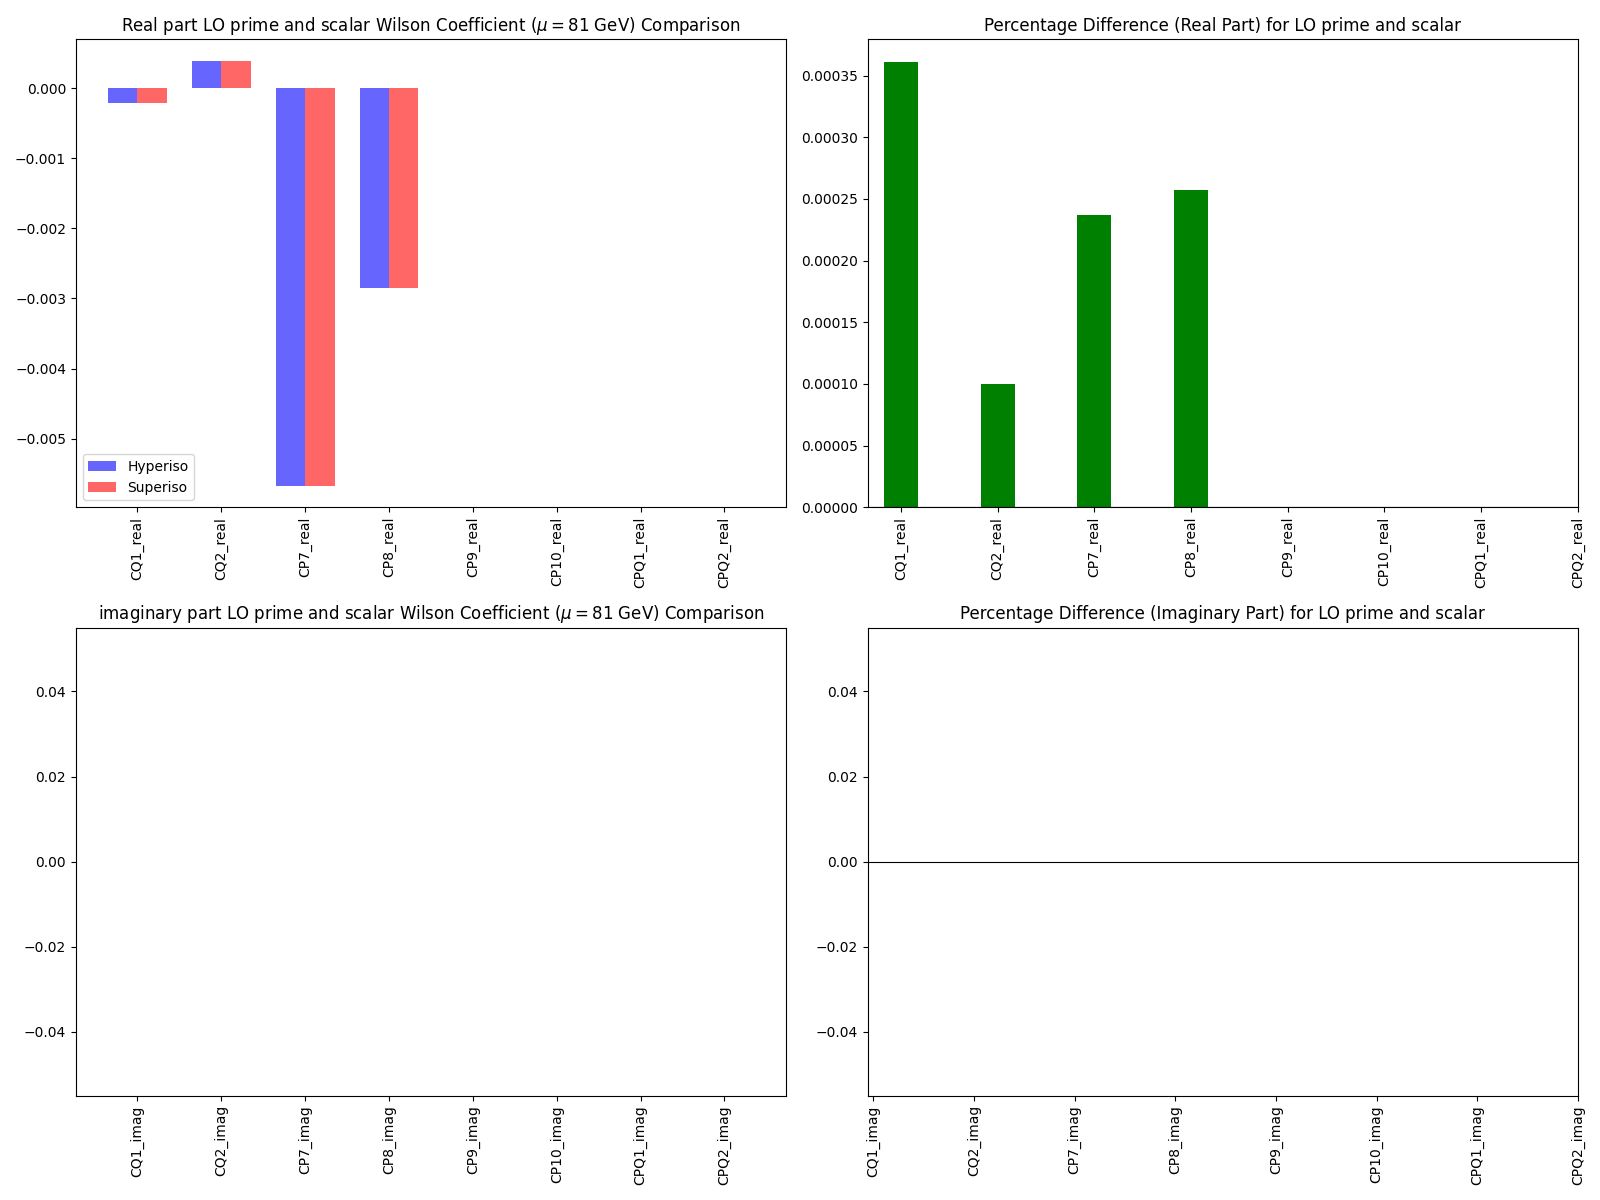 Real part LO prime and scalar Wilson Coefficient (μ = 81 GeV) Comparison
0.000
−0.001
−0.002
−0.003
−0.004
−0.005
Hyperiso
Superiso
CQ1_real
CQ2_real
CP7_real
CP8_real
CP9_real
CP10_real
CPQ1_real
CPQ2_real
Percentage Difference (Real Part) for LO prime and scalar
0.00035
0.00030
0.00025
0.00020
0.00015
0.00010
0.00005
0.00000
CQ1_real
CQ2_real
CP7_real
CP8_real
CP9_real
CP10_real
CPQ1_real
CPQ2_real
imaginary part LO prime and scalar Wilson Coefficient (μ = 81 GeV) Comparison
0.04
0.02
0.00
−0.02
−0.04
CQ1_imag
CQ2_imag
CP7_imag
CP8_imag
CP9_imag
CP10_imag
CPQ1_imag
CPQ2_imag
Percentage Difference (Imaginary Part) for LO prime and scalar
0.04
0.02
0.00
−0.02
−0.04
CQ1_imag
CQ2_imag
CP7_imag
CP8_imag
CP9_imag
CP10_imag
CPQ1_imag
CPQ2_imag